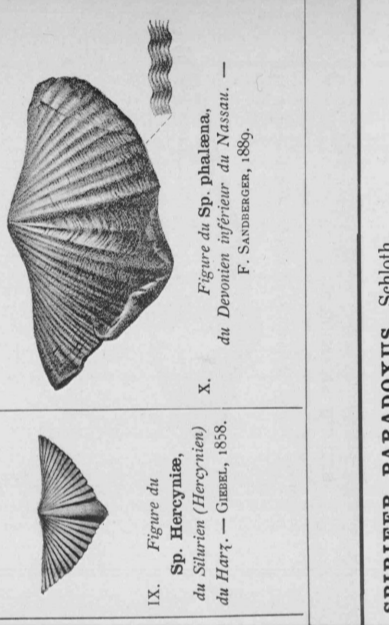 IX. Figure du
Sp. Hercyniæ,
du Silurien (Hercynien)
du Harz. — GIEBEL, 1858.
X. Figure du Sp. phalæna,
du Devonien inférieur du Nassau. —
F. SANDBERGER, 1889.
SPIRIFER PARADOXUS Schloth